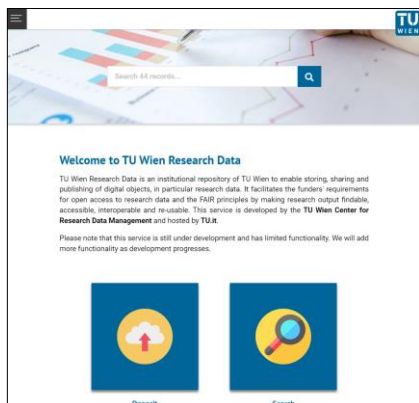 TU
WIEN
Search 44 records...
Welcome to TU Wien Research Data
TU Wien Research Data is an institutional repository of TU Wien to enable storing, sharing and
publishing of digital objects, in particular research data. It facilitates the funders' requirements
for open access to research data and the FAIR principles by making research output findable,
accessible, interoperable and re-usable. This service is developed by the TU Wien Center for
Research Data Management and hosted by TU.it.
Please note that this service is still under development and has limited functionality. We will add
more functionality as development progresses.
Deposit
Search